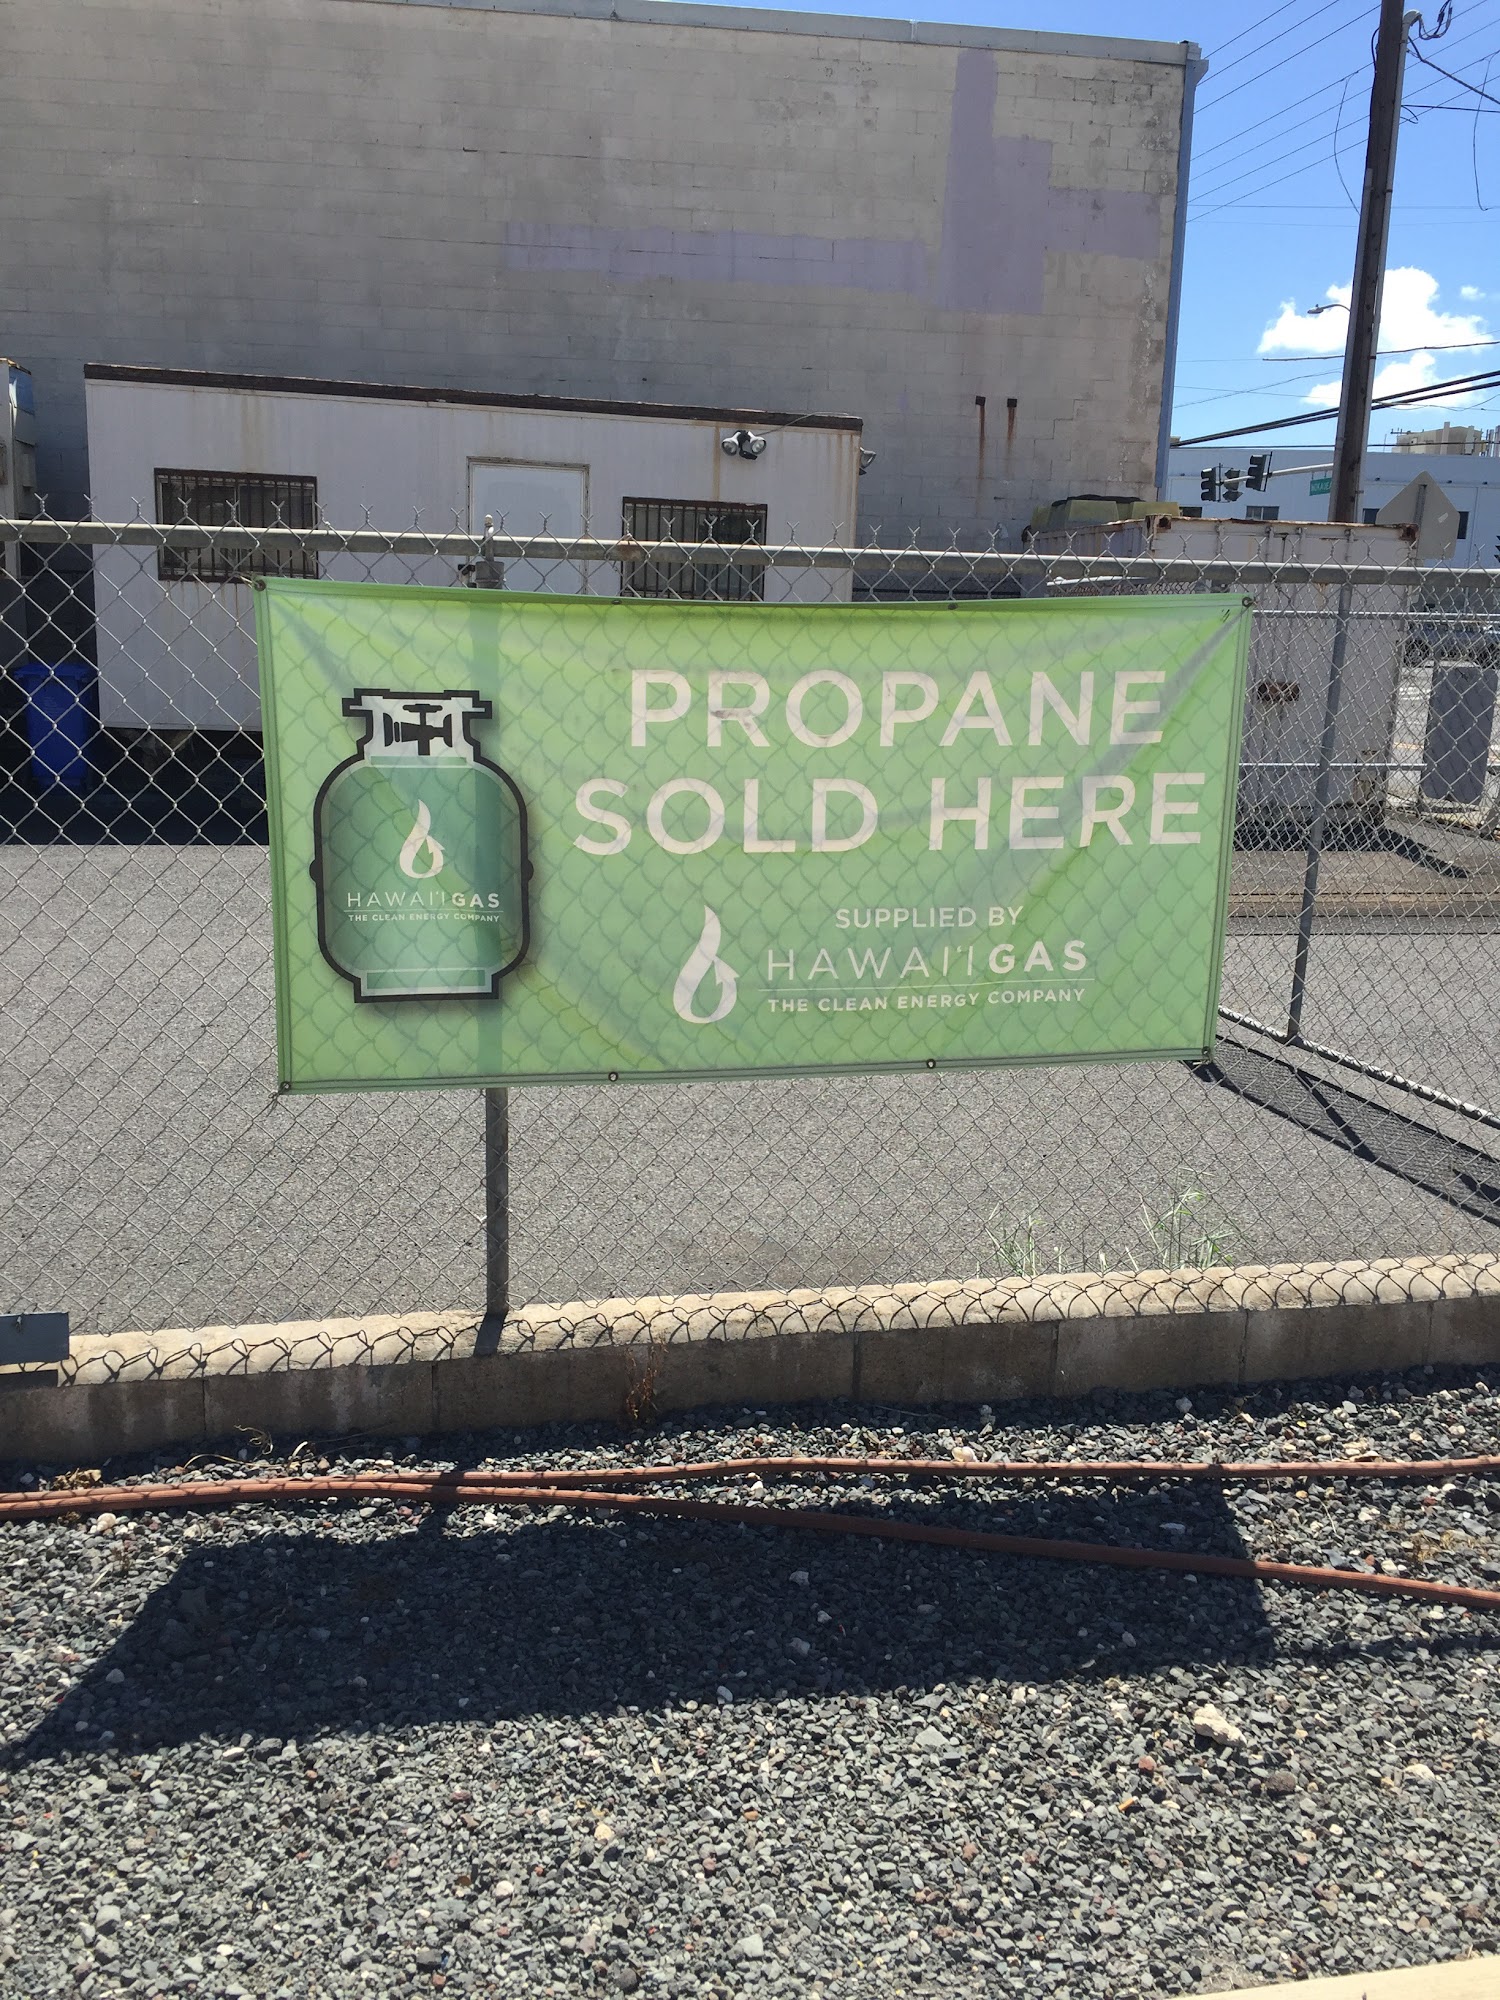 PROPANE
SOLD HERE
SUPPLIED BY
HAWAI'IGAS
THE CLEAN ENERGY COMPANY
HAWAI'IGAS
THE CLEAN ENERGY COMPANY